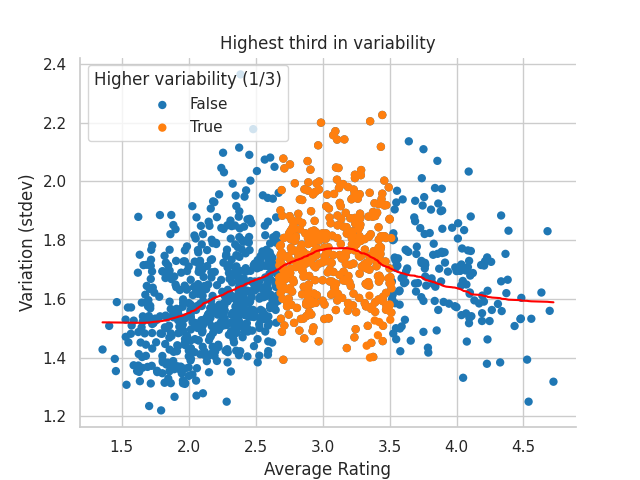 Highest third in variability
2.4
2.2
2.0
1.8
1.6
1.4
1.2
Variation (stdev)
Higher variability (1/3)
False
True
1.5
2.0
2.5
3.0
3.5
4.0
4.5
Average Rating